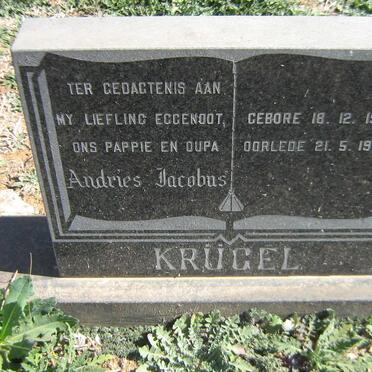 TER GEDAGTENIS AAN
MY LIEFLING EGGENOOT,
ONS PAPPIE EN OUPA
Andries Jacobus
GEBORE 18. 12.
OORLEDE 21. 5.
KRÜGEL